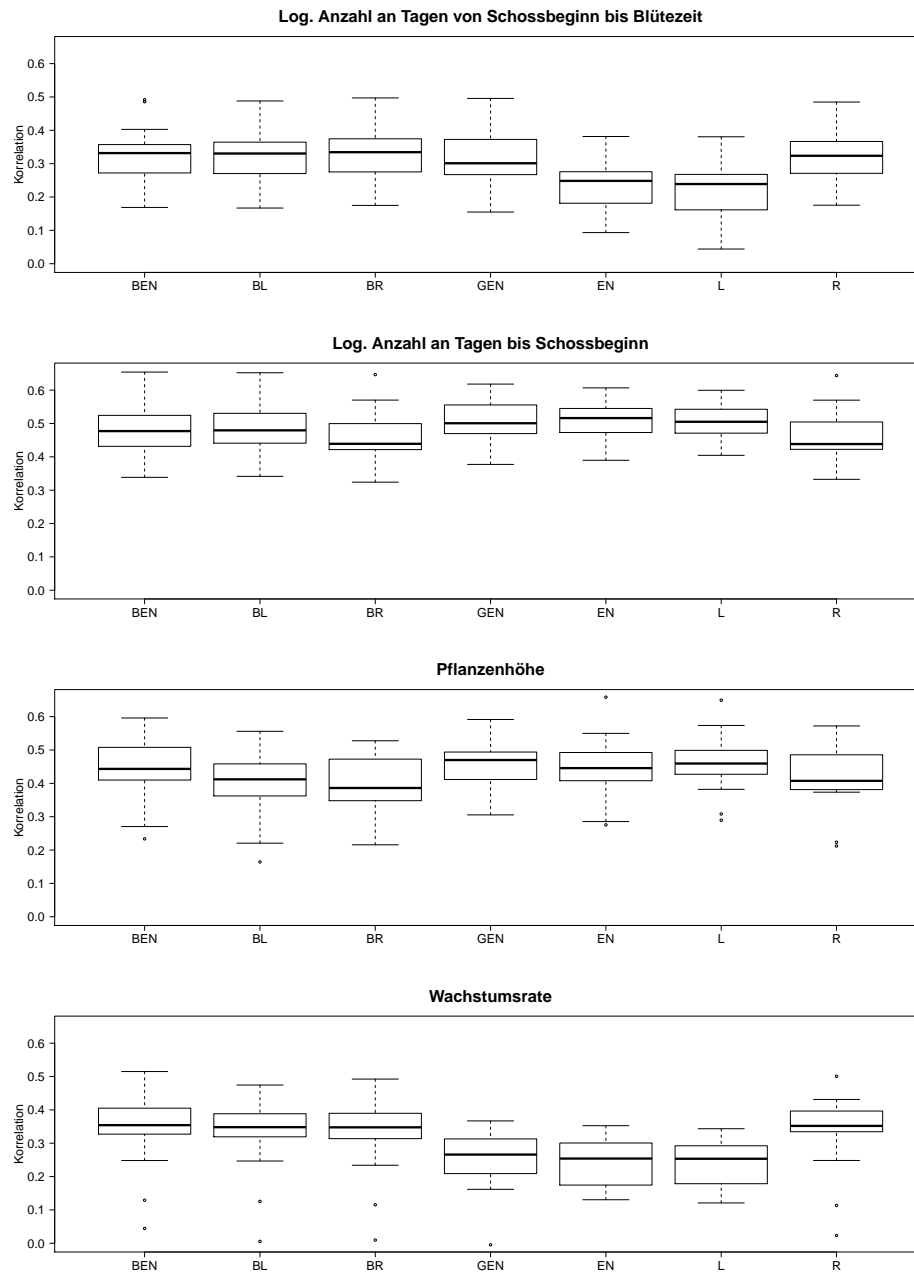 Log. Anzahl an Tagen von Schossbeginn bis Blütezeit
Korrelation
0.6
0.5
0.4
0.3
0.2
0.1
0.0
BEN BL BR GEN EN L R
Log. Anzahl an Tagen bis Schossbeginn
Korrelation
0.6
0.5
0.4
0.3
0.2
0.1
0.0
BEN BL BR GEN EN L R
Pflanzenhöhe
Korrelation
0.6
0.5
0.4
0.3
0.2
0.1
0.0
BEN BL BR GEN EN L R
Wachstumsrate
Korrelation
0.6
0.5
0.4
0.3
0.2
0.1
0.0
BEN BL BR GEN EN L R